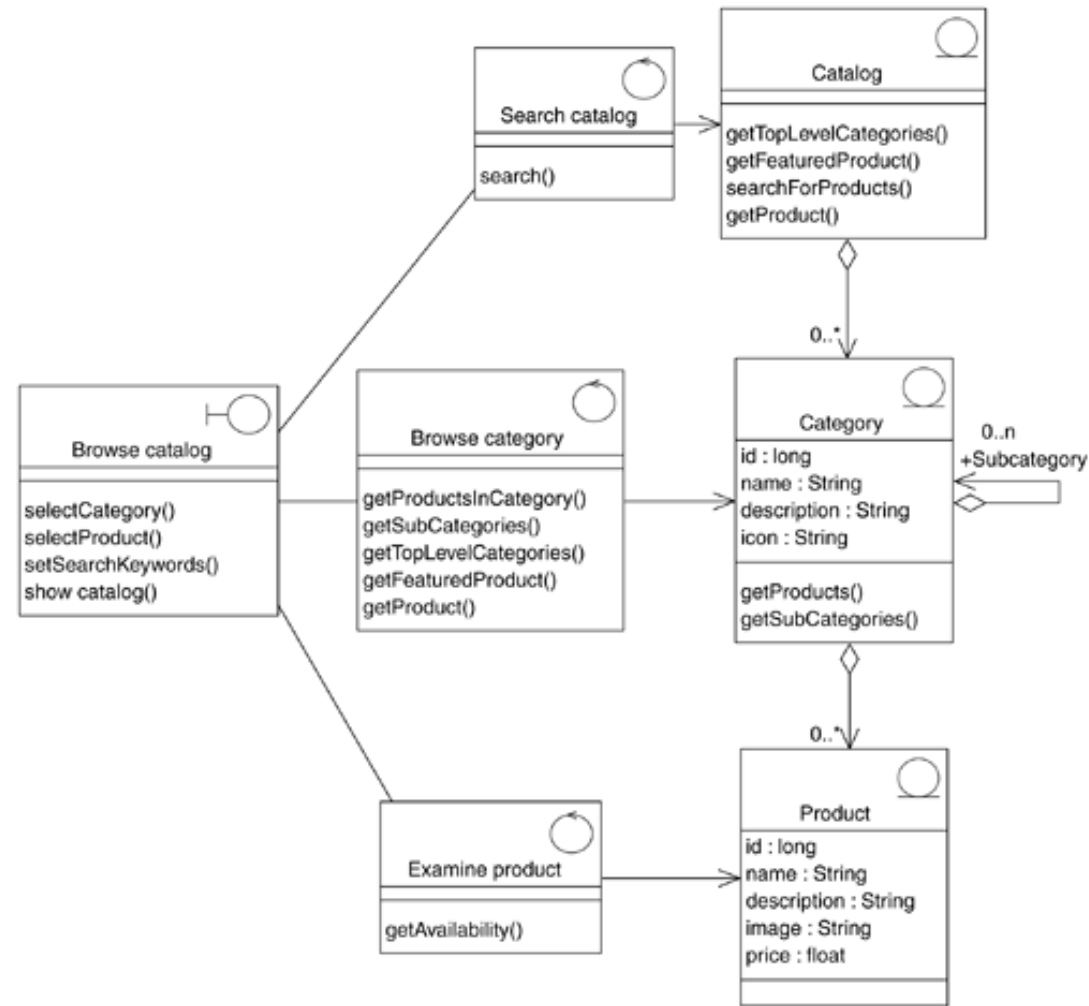 Search catalog
search()
Catalog
getTopLevelCategories()
getFeaturedProduct()
searchForProducts()
getProduct()
0..*
Browse catalog
selectCategory()
selectProduct()
setSearchKeywords()
show catalog()
Browse category
getProductsInCategory()
getSubCategories()
getTopLevelCategories()
getFeaturedProduct()
getProduct()
Category
id : long
name : String
description : String
icon : String
getProducts()
getSubCategories()
0..n
+Subcategory
0..*
Examine product
getAvailability()
Product
id : long
name : String
description : String
image : String
price : float